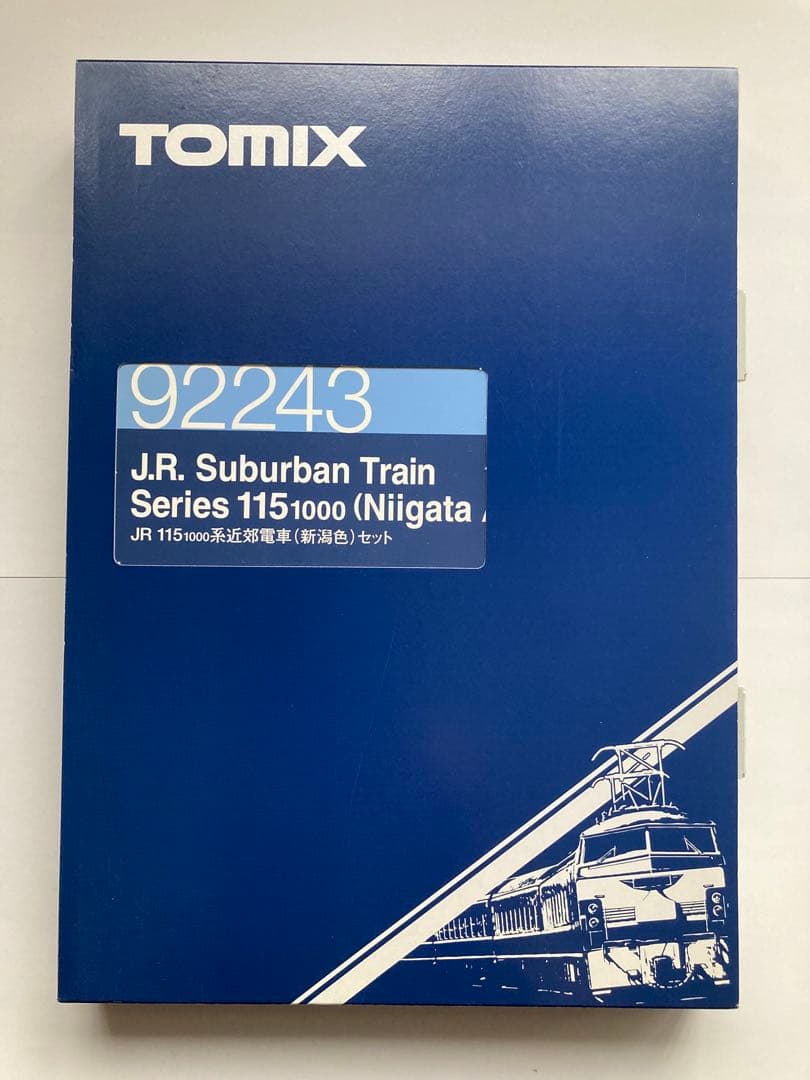 TOMIX
92243
J.R. Suburban Train
Series 1151000 (Niigata
JR 1151000系近郊電車(新潟色)セット